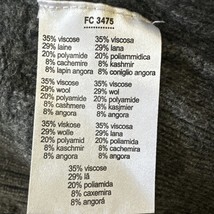 FC 3475
35% viscose
29% laine
20% polyamid
8% cachemire
8% lapin angora
35% viscosa
29% lana
20% poliammidica
8% kashmir
8% coniglio angora
35% viscose
29% wool
20% polyamide
8% cashmere
8% angora
35% viscose
29% wol
20% polyamide
8% kasjmier
8% angora
35% viskose
29% wolle
20% polyamid
8% kaschmir
8% angora
35% viscosa
29% lana
20% poliamida
8% cachemir
8% angora
35% viscose
29% lã
20% poliamida
8% caxemira
8% angorá